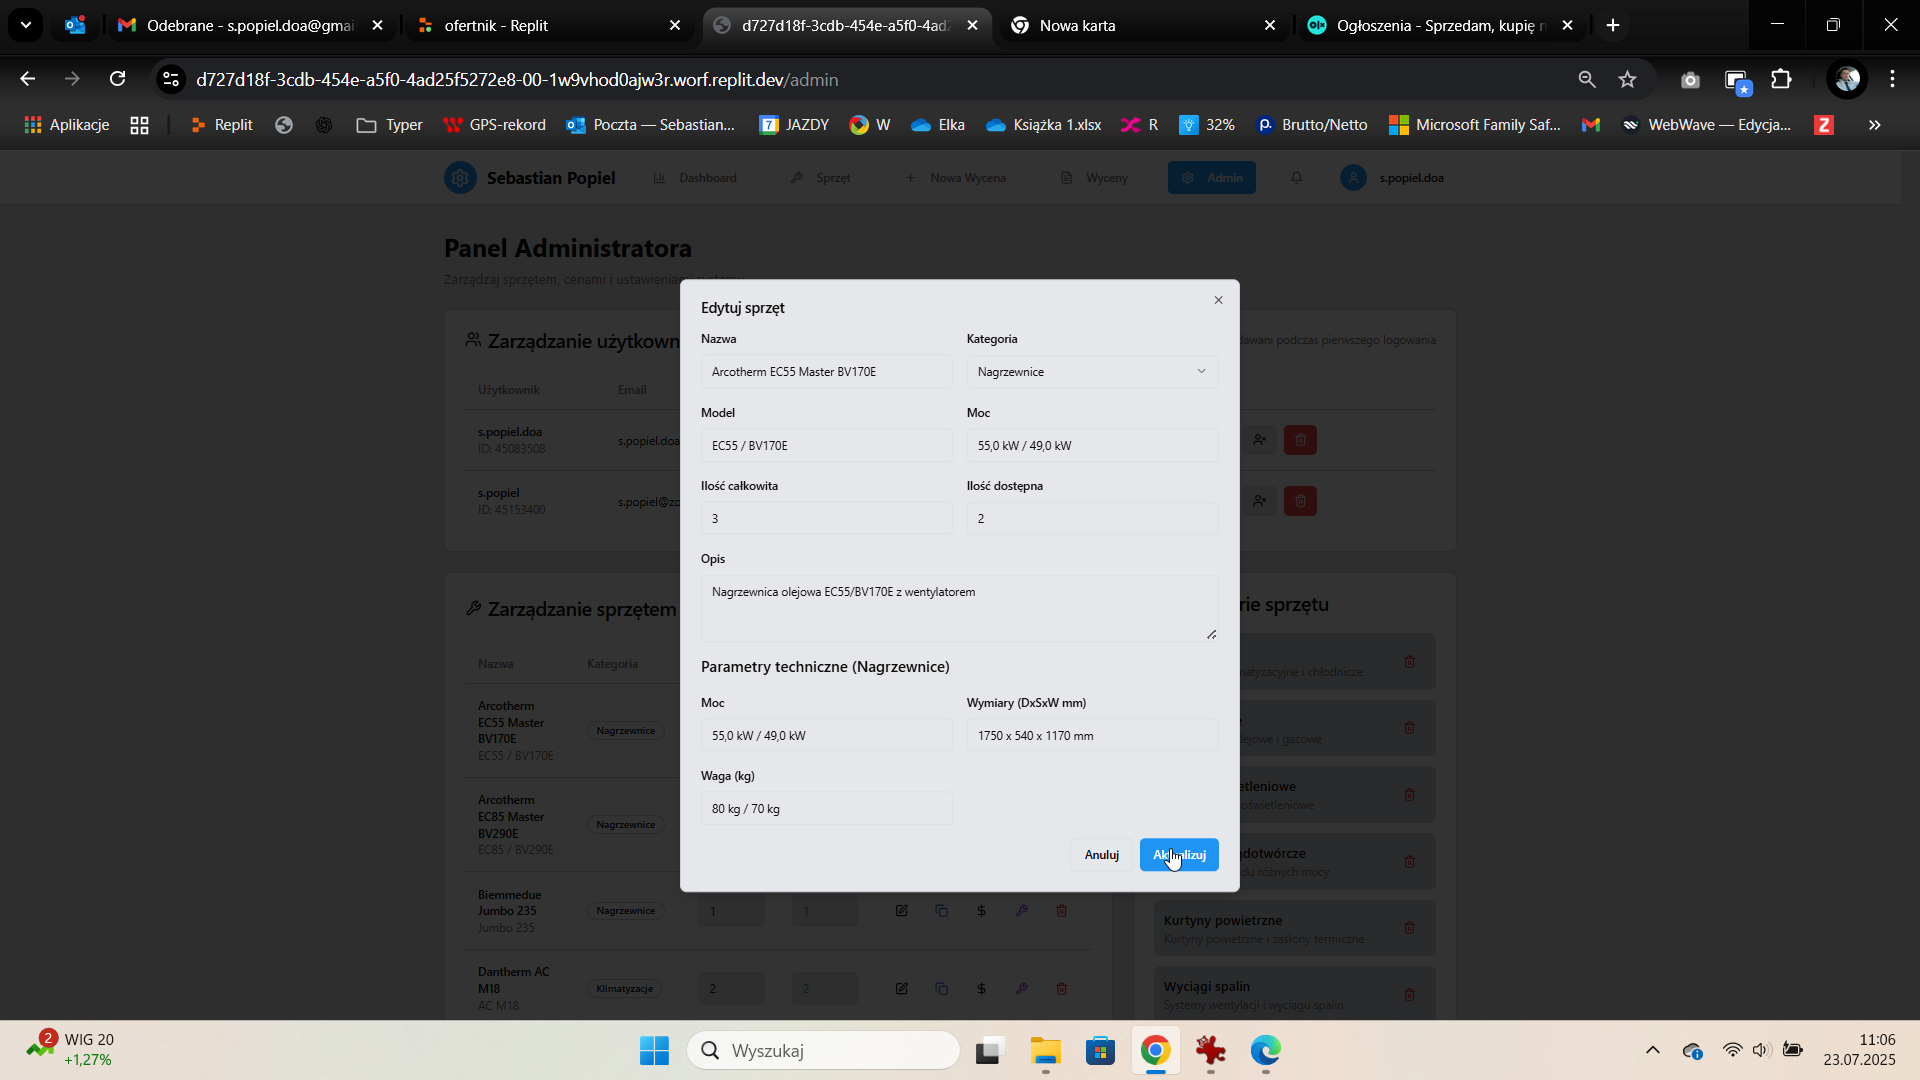 Odebrane - s.popiel.doa@gmai
ofertnik - Replit
d727d18f-3cdb-454e-a5f0-4ad2
Nowa karta
Ogłoszenia - Sprzedam, kupię n
d727d18f-3cdb-454e-a5f0-4ad25f5272e8-00-1w9vhod0ajw3r.worf.replit.dev/admin
Aplikacje
Replit
Typer
GPS-rekord
Poczta — Sebastian...
JAZDY
W
Elka
Książka 1.xlsx
R
32%
Brutto/Netto
Microsoft Family Saf...
WebWave — Edycja...
Sebastian Popiel
Dashboard
Sprzęt
Nowa Wycena
Wyceny
Admin
s.popiel.doa
Panel Administratora
Zarządzaj sprzętem, cenami i ustawieniami systemu
Zarządzanie użytkown
dawani podczas pierwszego logowania
Użytkownik
Email
s.popiel.doa
ID: 45083508
s.popiel.doa
s.popiel
ID: 45153400
s.popiel@zo
Zarządzanie sprzętem
Nazwa
Kategoria
Arcotherm
EC55 Master
BV170E
EC55 / BV170E
Nagrzewnice
Arcotherm
EC85 Master
BV290E
EC85 / BV290E
Nagrzewnice
Biemmedue
Jumbo 235
Jumbo 235
Nagrzewnice
1
1
Dantherm AC
M18
AC M18
Klimatyzacje
2
2
rie sprzętu
matyzacyjne i chłodnicze
e
lejowe i gazowe
etleniowe
oświetleniowe
ądotwórcze
du różnych mocy
Kurtyny powietrzne
Kurtyny powietrzne i zasłony termiczne
Wyciągi spalin
Systemy wentylacji i wyciągu spalin
Edytuj sprzęt
Nazwa
Kategoria
Arcotherm EC55 Master BV170E
Nagrzewnice
Model
Moc
EC55 / BV170E
55,0 kW / 49,0 kW
Ilość całkowita
Ilość dostępna
3
2
Opis
Nagrzewnica olejowa EC55/BV170E z wentylatorem
Parametry techniczne (Nagrzewnice)
Moc
Wymiary (DxSxW mm)
55,0 kW / 49,0 kW
1750 x 540 x 1170 mm
Waga (kg)
80 kg / 70 kg
Anuluj
Aktualizuj
2
WIG 20
+1,27%
Wyszukaj
11:06
23.07.2025